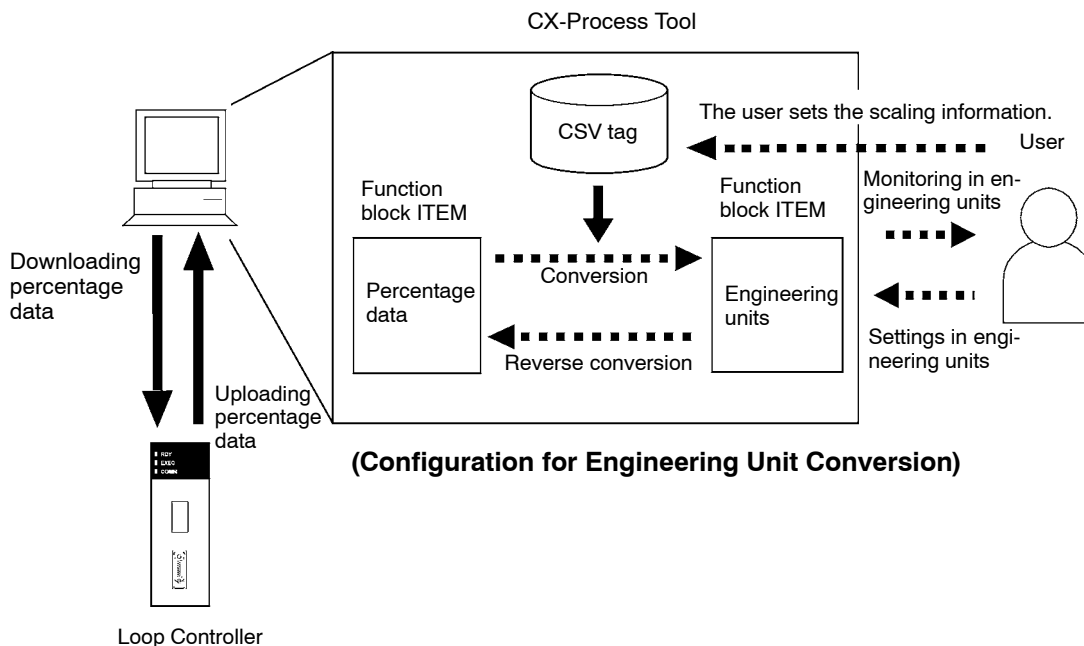 CX-Process Tool
CSV tag
The user sets the scaling information.
User
Function
block ITEM
Function
block ITEM
Monitoring in en-
gineering units
Downloading
percentage
data
Conversion
Percentage
data
Engineering
units
Reverse conversion
Settings in engi-
neering units
Uploading
percentage
data
RDY
EXEC
COMM
(Configuration for Engineering Unit Conversion)
Loop Controller